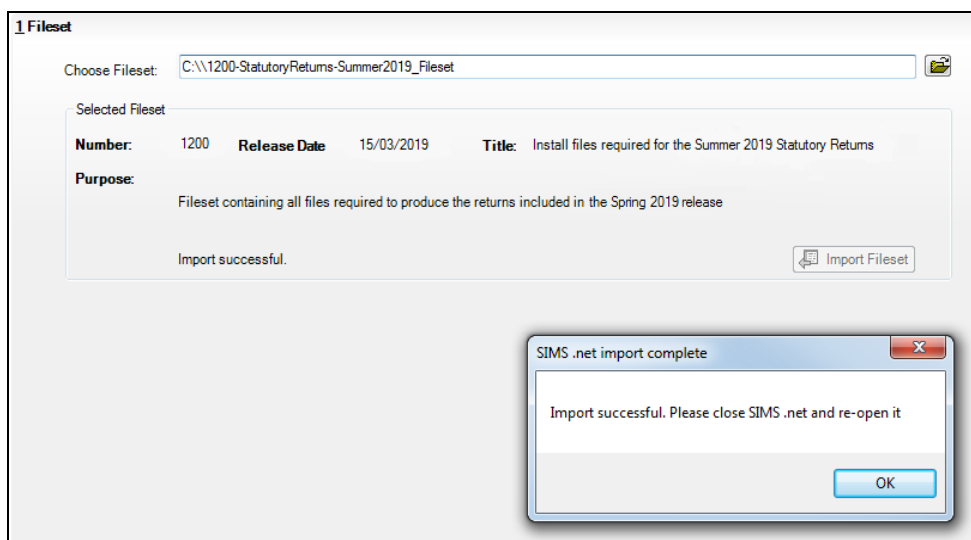 1 Fileset
Choose Fileset: C:\\1200-StatutoryReturns-Summer2019_Fileset
Selected Fileset
Number: 1200 Release Date 15/03/2019 Title: Install files required for the Summer 2019 Statutory Returns
Purpose:
Fileset containing all files required to produce the returns included in the Spring 2019 release
Import successful. Import Fileset
SIMS .net import complete
Import successful. Please close SIMS .net and re-open it
OK